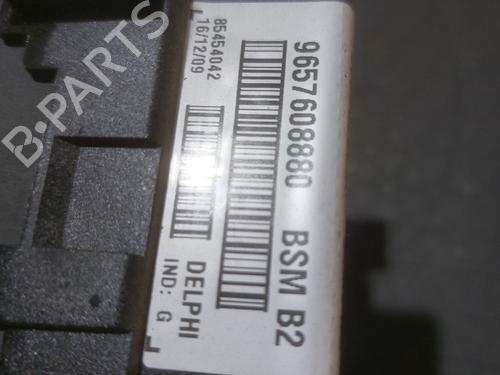 9657608880 BSM B2
85454042
16/12/09
DELPHI
IND: G
B-PARTS